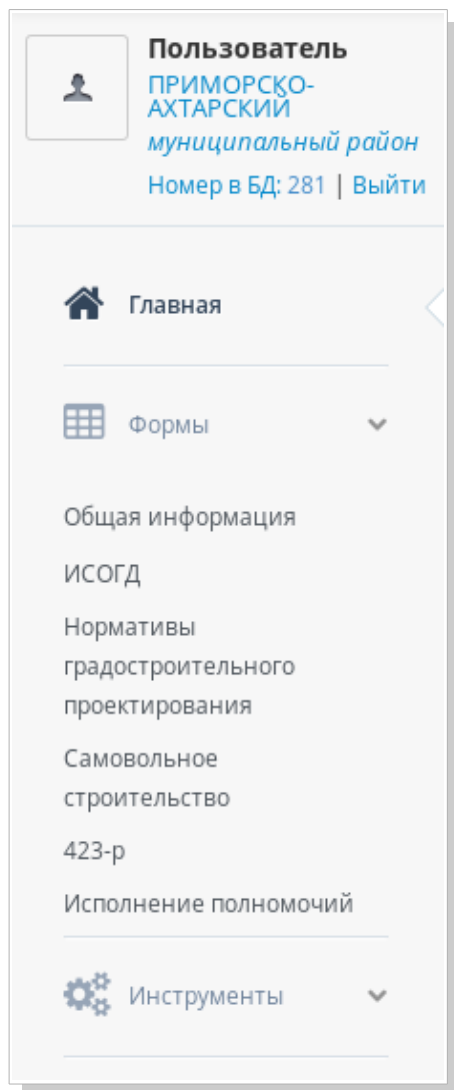 Пользователь
ПРИМОРСКО-
АХТАРСКИЙ
муниципальный район
Номер в БД: 281 | Выйти
Главная
Формы
Общая информация
ИСОГД
Нормативы
градостроительного
проектирования
Самовольное
строительство
423-р
Исполнение полномочий
Инструменты